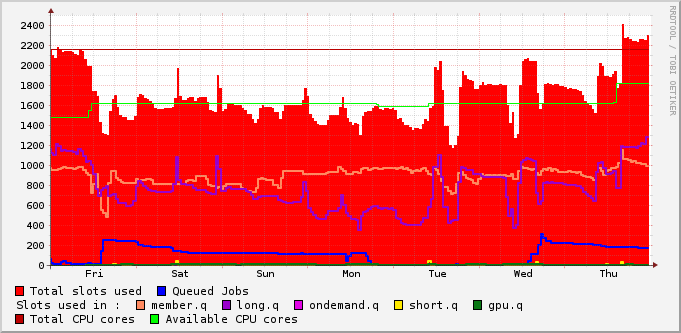 RRDTOOL / TOBI OETIKER
2400
2200
2000
1800
1600
1400
1200
1000
800
600
400
200
0
Fri Sat Sun Mon Tue Wed Thu
Total slots used Queued Jobs
Slots used in : member.q long.q ondemand.q short.q gpu.q
Total CPU cores Available CPU cores